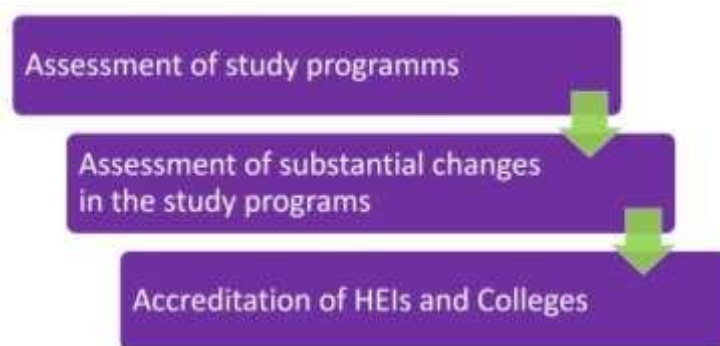 Assessment of study programms
Assessment of substantial changes
in the study programs
Accreditation of HEIs and Colleges